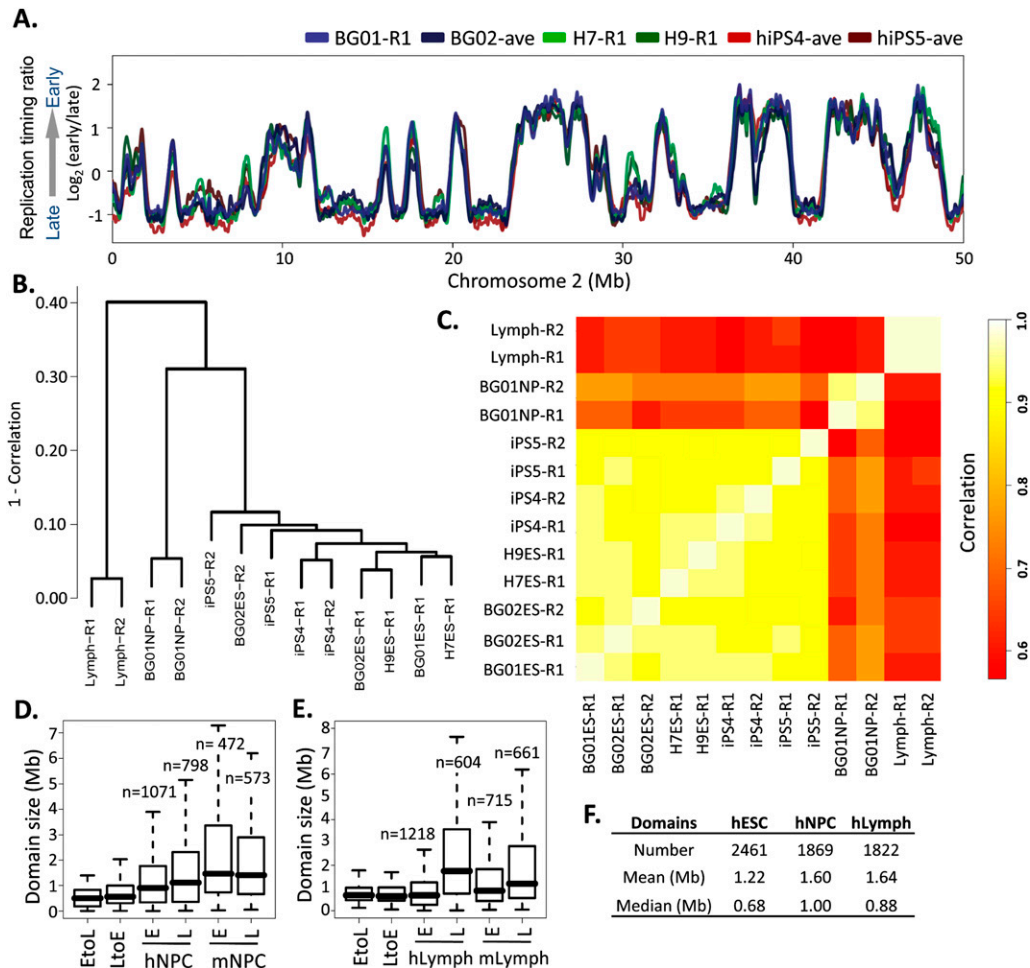 A.
BG01-R1 BG02-ave H7-R1 H9-R1 hiPS4-ave hiPS5-ave
Replication timing ratio
Late Early
Log2 (early/late)
2
1
0
-1
0 10 20 30 40 50
Chromosome 2 (Mb)
B.
1 - Correlation
0.40
0.30
0.20
0.10
0.00
Lymph-R1
Lymph-R2
BG01NP-R1
BG01NP-R2
iPS5-R2
BG02ES-R2
iPS5-R1
iPS4-R1
iPS4-R2
BG02ES-R1
H9ES-R1
BG01ES-R1
H7ES-R1
C.
Lymph-R2
Lymph-R1
BG01NP-R2
BG01NP-R1
iPS5-R2
iPS5-R1
iPS4-R2
iPS4-R1
H9ES-R1
H7ES-R1
BG02ES-R2
BG02ES-R1
BG01ES-R1
BG01ES-R1
BG02ES-R1
BG02ES-R2
H7ES-R1
H9ES-R1
iPS4-R1
iPS4-R2
iPS5-R1
iPS5-R2
BG01NP-R1
BG01NP-R2
Lymph-R1
Lymph-R2
Correlation
1.0
0.9
0.8
0.7
0.6
D.
Domain size (Mb)
7
6
5
4
3
2
1
0
n=1071
n=798
n= 472
n=573
EtoL LtoE E L E L
hNPC mNPC
E.
Domain size (Mb)
8
7
6
5
4
3
2
1
0
n=1218
n=
604
n=715
n=661
EtoL LtoE E L E L
hLymph mLymph
F.
Domains hESC hNPC hLymph
Number 2461 1869 1822
Mean (Mb) 1.22 1.60 1.64
Median (Mb) 0.68 1.00 0.88